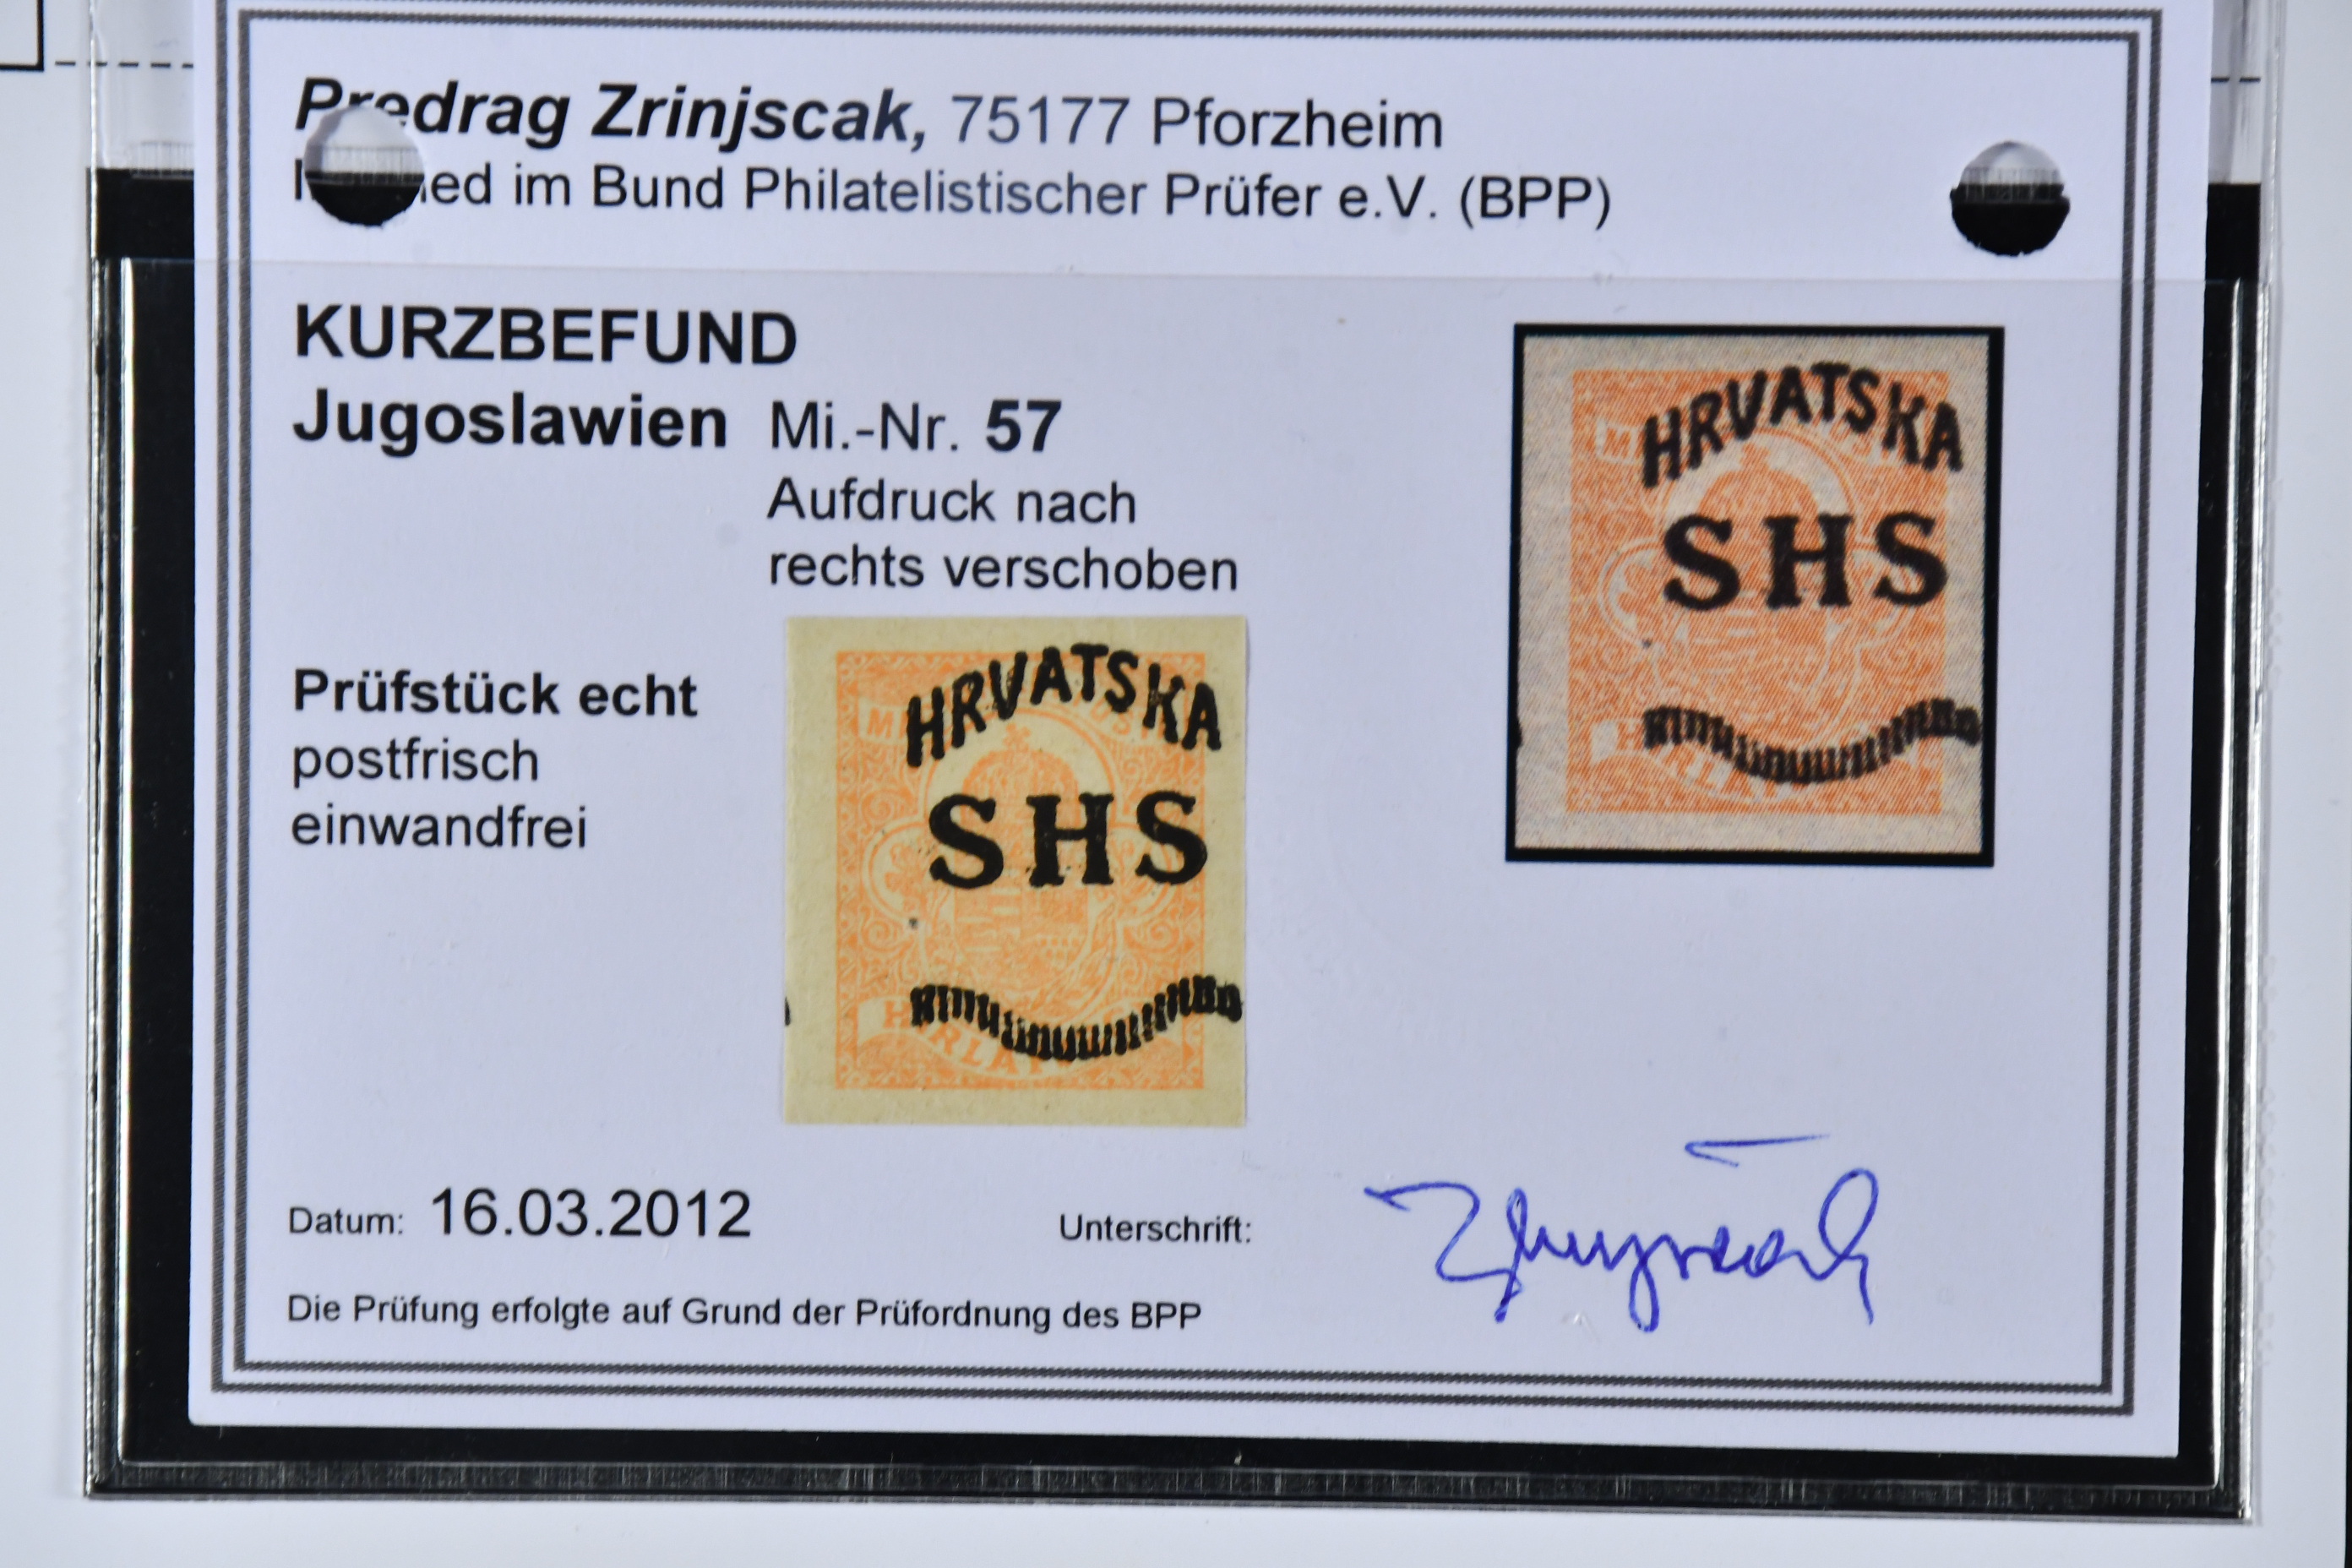 Predrag Zrinjscak, 75177 Pforzheim
im Bund Philatelistischer Prüfer e.V. (BPP)
KURZBEFUND
Jugoslawien Mi.-Nr. 57
Aufdruck nach
rechts verschoben
HRVATSKA
SHS
Prüfstück echt
postfrisch
einwandfrei
HRVATSKA
SHS
Datum: 16.03.2012
Unterschrift:
Die Prüfung erfolgte auf Grund der Prüfordnung des BPP